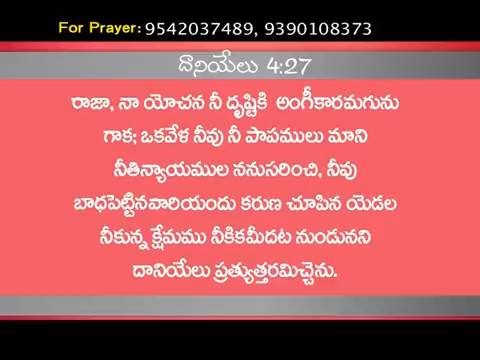 For Prayer: 9542037489, 9390108373
దానియేలు 4:27
రాజా, నా యోచన నీ దృష్టికి అంగీకారమగును
గాక; ఒకవేళ నీవు నీ పాపములు మాని
నీతిన్యాయముల ననుసరించి, నీవు
బాధపెట్టినవారియందు కరుణ చూపిన యెడల
నీకున్న క్షేమము నీకికమీదట నుండునని
దానియేలు ప్రత్యుత్తరమిచ్చెను.